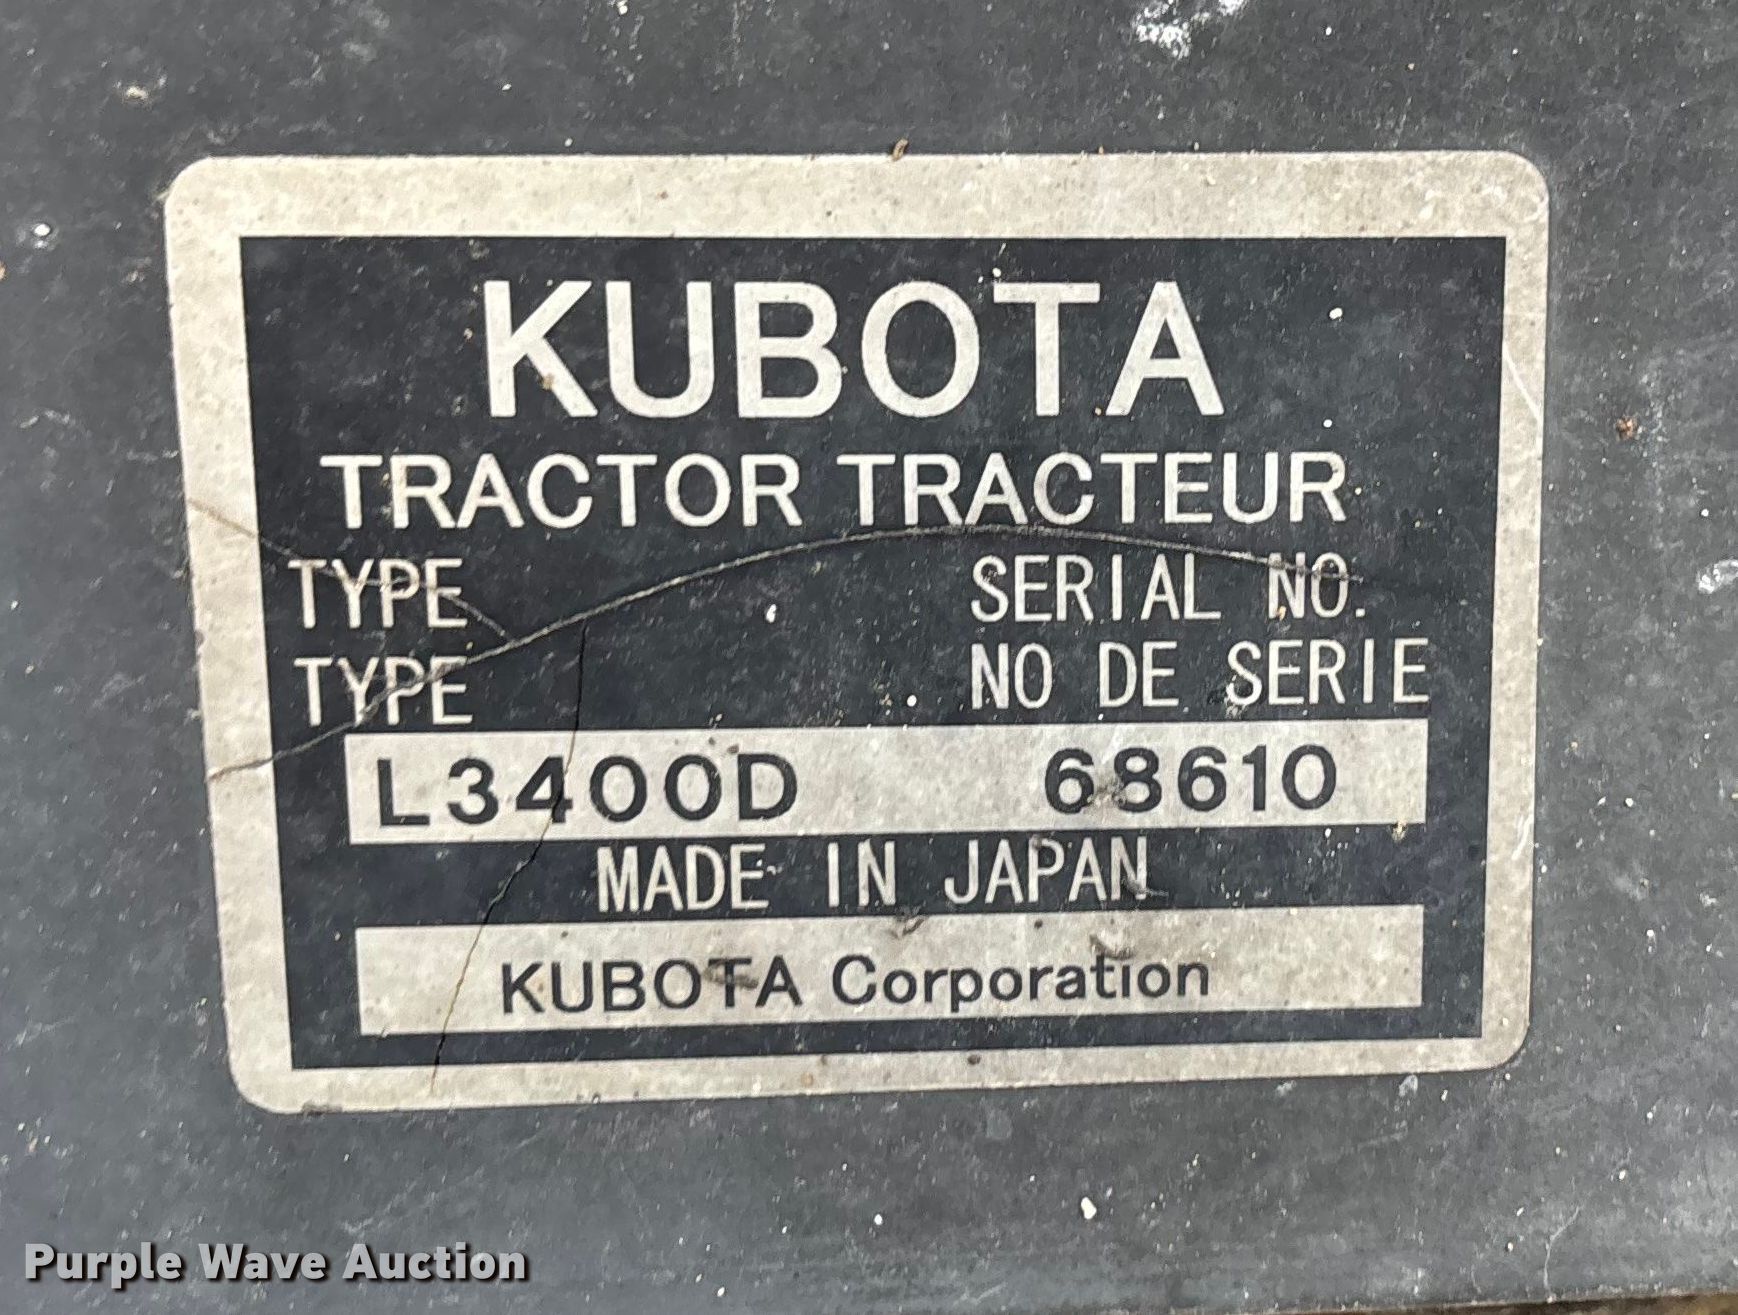 KUBOTA
TRACTOR TRACTEUR
TYPE SERIAL NO.
TYPE NO DE SERIE
L3400D 68610
MADE IN JAPAN
KUBOTA Corporation
Purple Wave Auction